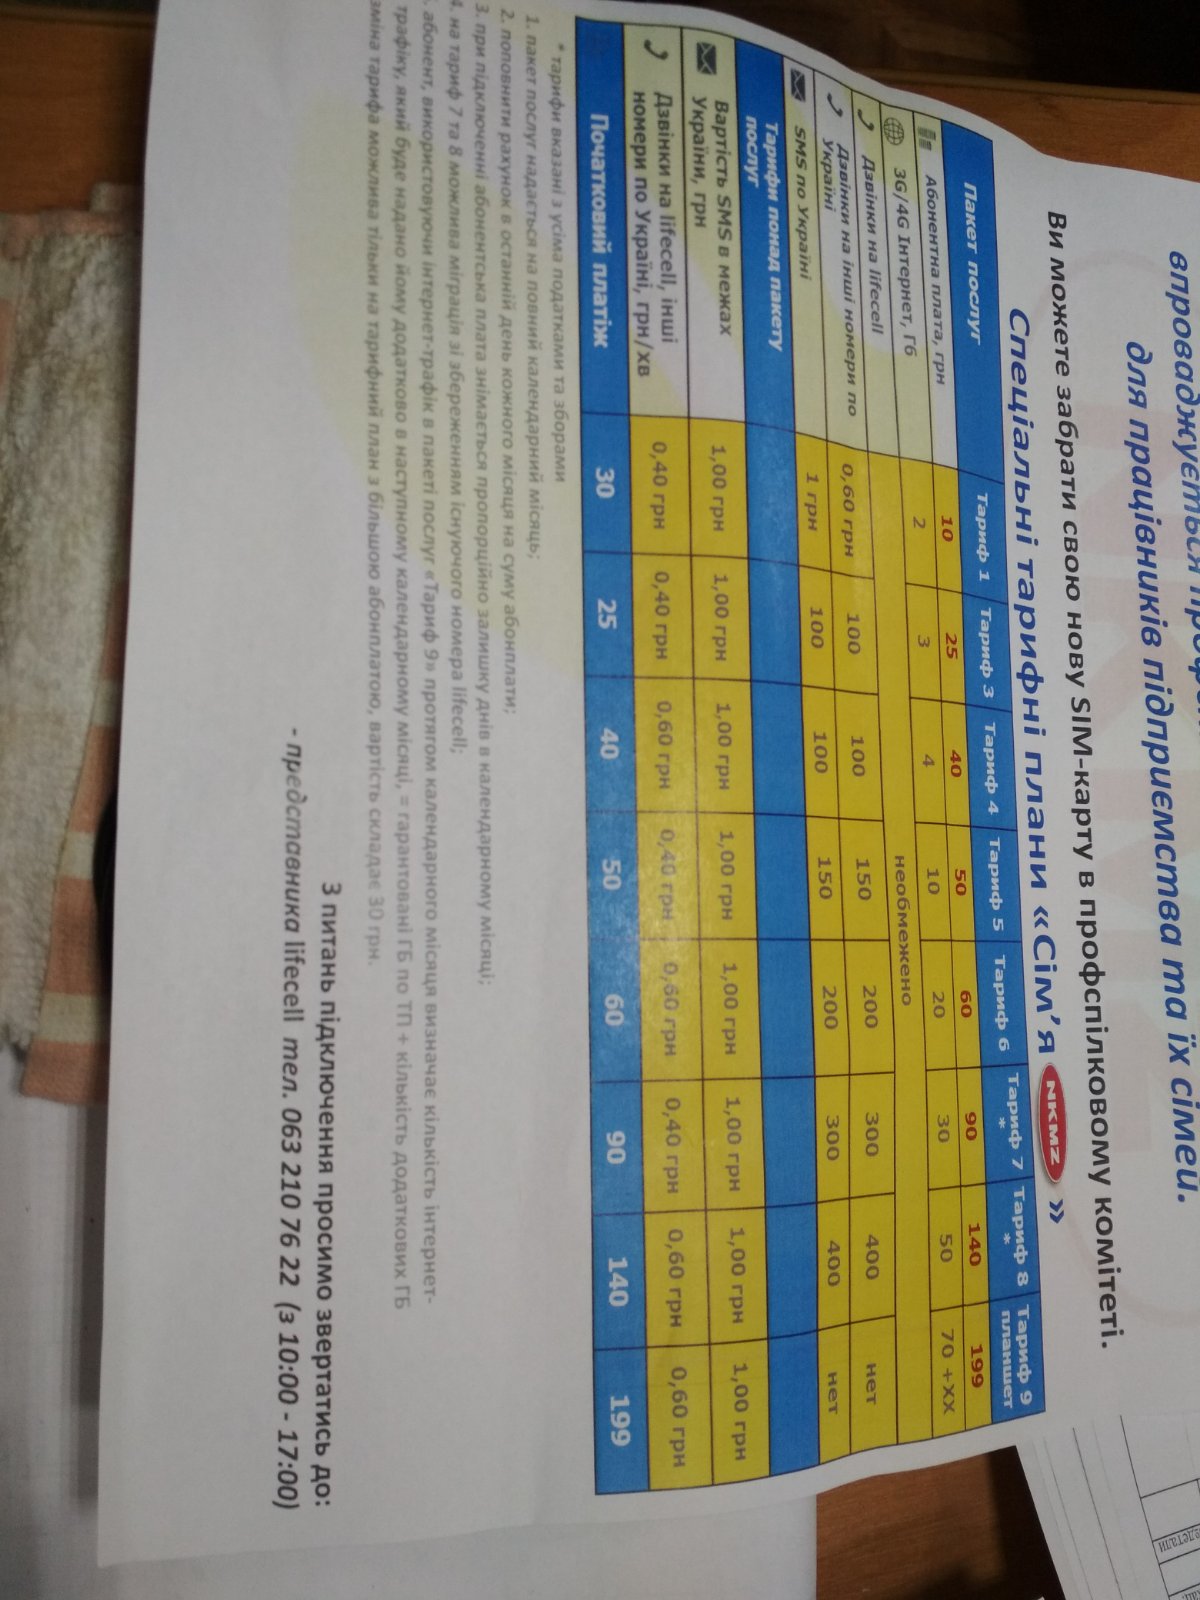 впроваджується
для працівників підприємства та їх сімей.
Ви можете забрати свою нову SIM-карту в профспілковому комітеті.
Спеціальні тарифні плани «Сім’я NKMZ »
Пакет послуг Тариф 1 Тариф 3 Тариф 4 Тариф 5 Тариф 6 Тариф 7 * Тариф 8 * Тариф 9 планшет
Абонентна плата, грн 10 25 40 50 60 90 140 199
3G/4G Інтернет, Гб 2 3 4 10 20 30 50 70 +ХХ
Дзвінки на lifecell необмежено
Дзвінки на інші номери по Україні 0,60 грн 100 100 150 200 300 400 нет
SMS по Україні 1 грн 100 100 150 200 300 400 нет
Тарифи понад пакету послуг
Вартість SMS в межах України, грн 1,00 грн 1,00 грн 1,00 грн 1,00 грн 1,00 грн 1,00 грн 1,00 грн 1,00 грн
Дзвінки на lifecell, інші номери по Україні, грн/хв 0,40 грн 0,40 грн 0,60 грн 0,40 грн 0,60 грн 0,40 грн 0,60 грн 0,60 грн
Початковий платіж 30 25 40 50 60 90 140 199
* тарифи вказані з усіма податками та зборами
1. пакет послуг надається на повний календарний місяць;
2. поповнити рахунок в останній день кожного місяця на суму абонплати;
3. при підключенні абонентська плата знімається пропорційно залишку днів в календарному місяці;
4. на тариф 7 та 8 можлива міграція зі збереженням існуючого номера lifecell;
абонент, використовуючи інтернет-трафік в пакеті послуг «Тариф 9» протягом календарного місяця визначає кількість інтернет-
трафіку, який буде надано йому додатково в наступному календарному місяці, = гарантовані ГБ по ТП + кількість додаткових ГБ
зміна тарифа можлива тільки на тарифний план з більшою абонплатою, вартість складає 30 грн.
З питань підключення просимо звертатись до:
- представника lifecell тел. 063 210 76 22 (з 10:00 - 17:00)